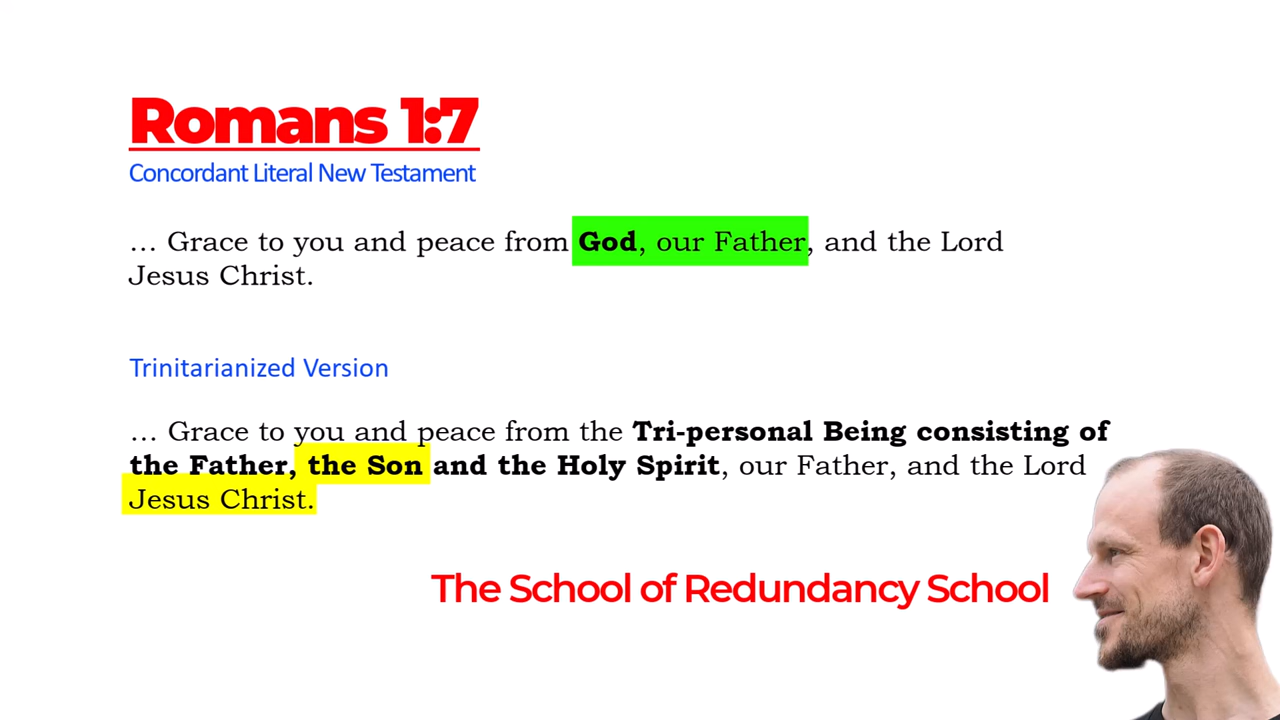 Romans 1:7
Concordant Literal New Testament
... Grace to you and peace from God, our Father, and the Lord
Jesus Christ.
Trinitarianized Version
... Grace to you and peace from the Tri-personal Being consisting of
the Father, the Son and the Holy Spirit, our Father, and the Lord
Jesus Christ.
The School of Redundancy School